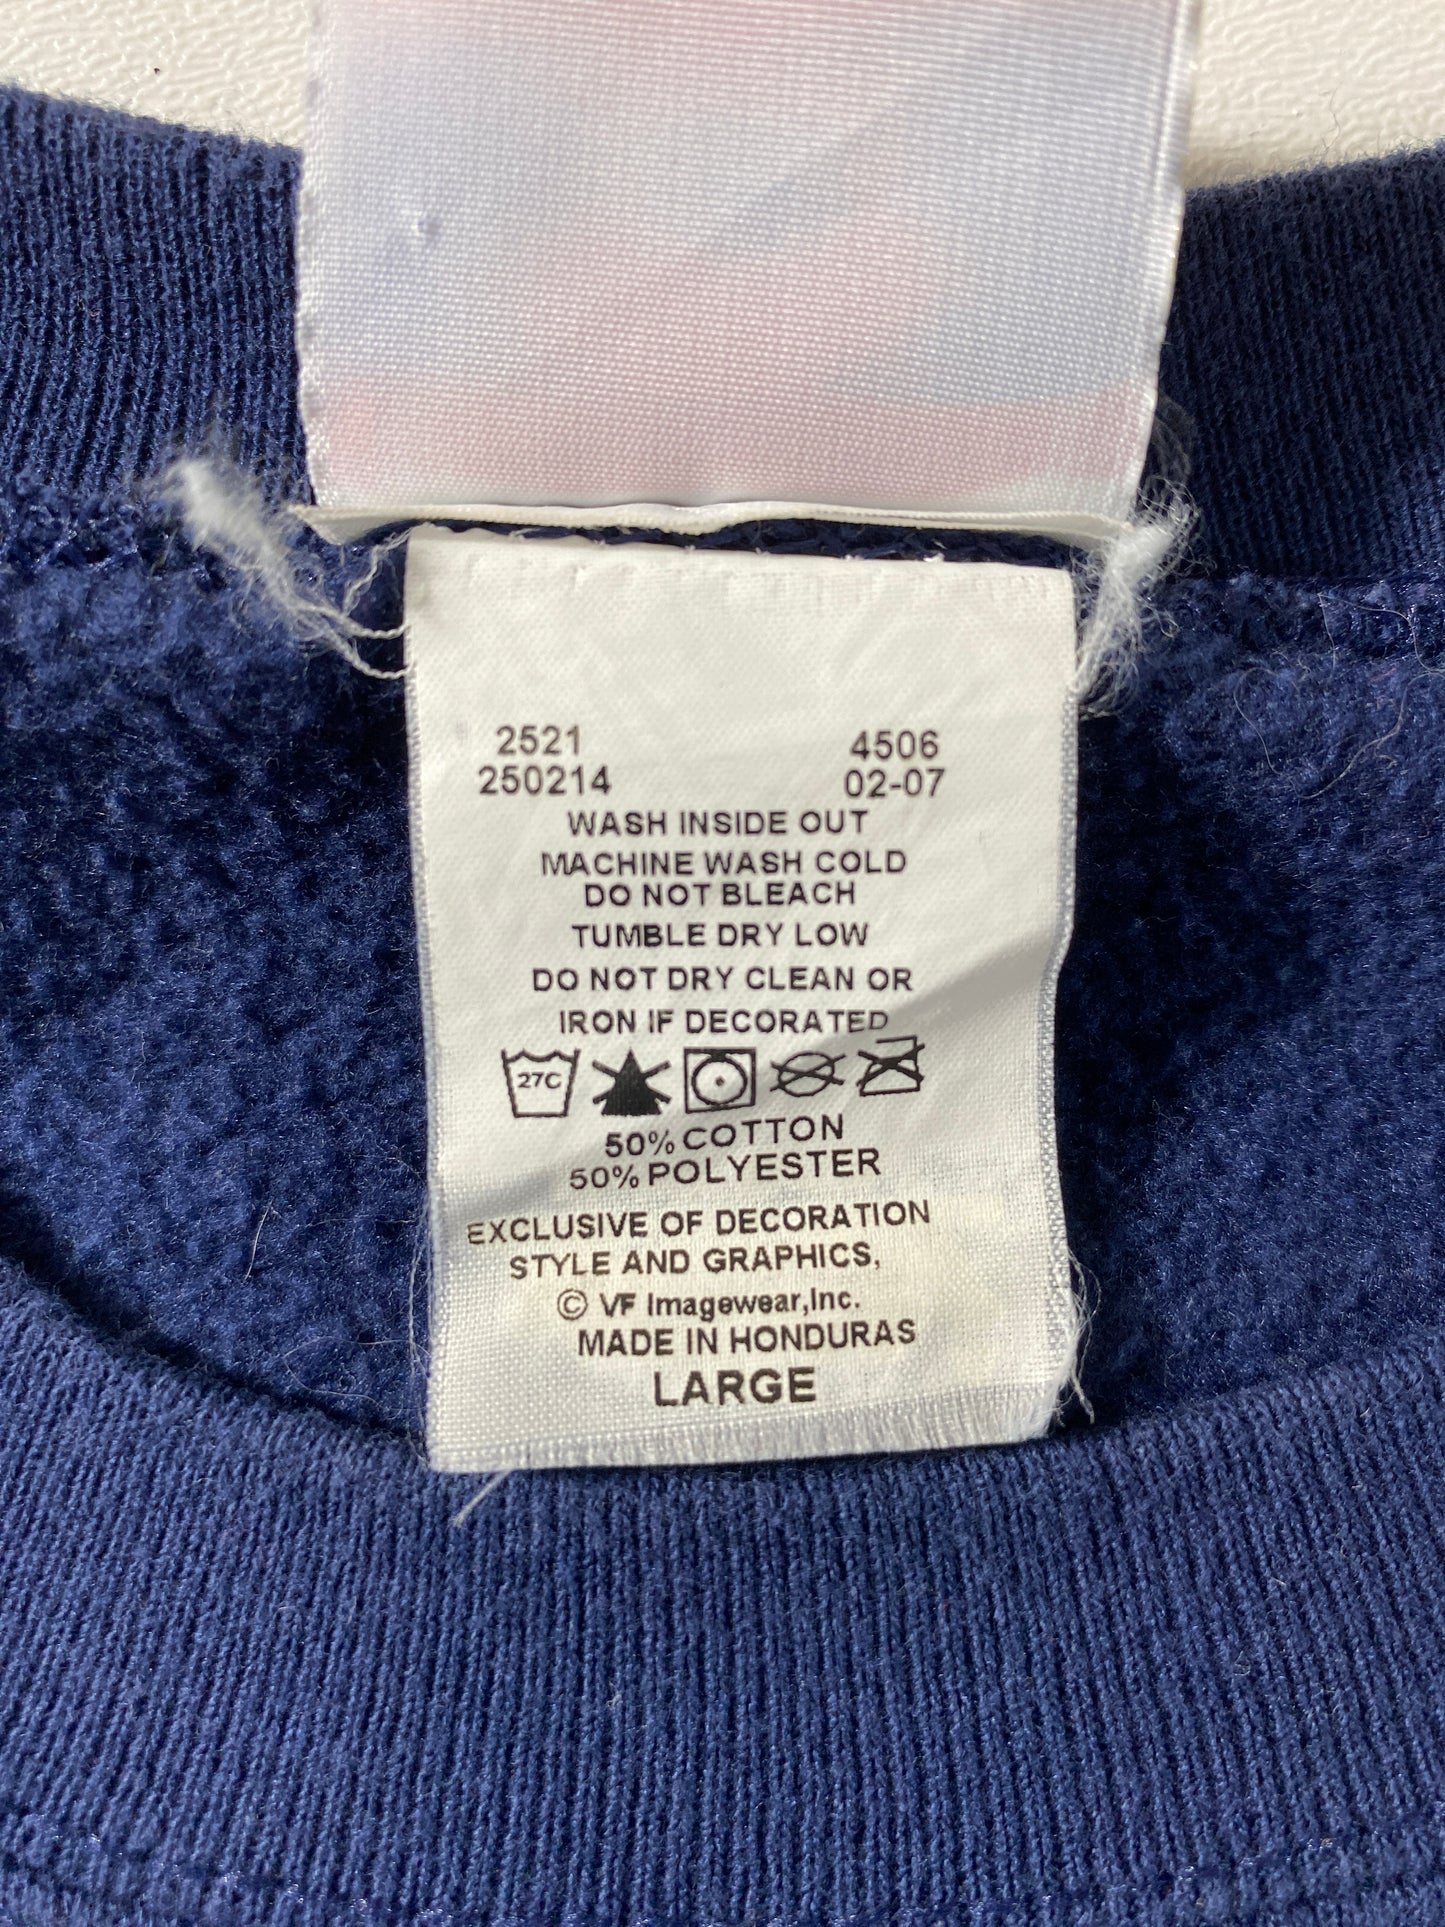 2521 4506
250214 02-07
WASH INSIDE OUT
MACHINE WASH COLD
DO NOT BLEACH
TUMBLE DRY LOW
DO NOT DRY CLEAN OR
IRON IF DECORATED
27C
50% COTTON
50% POLYESTER
EXCLUSIVE OF DECORATION
STYLE AND GRAPHICS,
© VF Imagewear,Inc.
MADE IN HONDURAS
LARGE